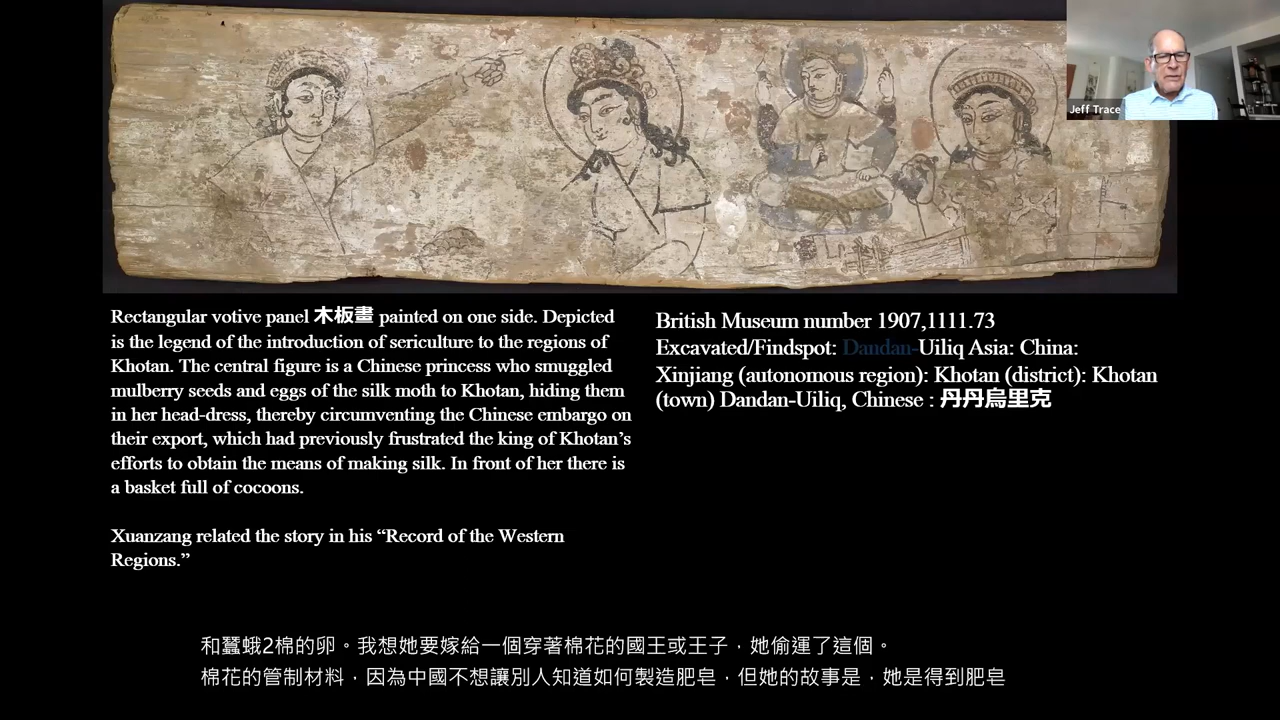 Jeff Trace
Rectangular votive panel 木板畫 painted on one side. Depicted
is the legend of the introduction of sericulture to the regions of
Khotan. The central figure is a Chinese princess who smuggled
mulberry seeds and eggs of the silk moth to Khotan, hiding them
in her head-dress, thereby circumventing the Chinese embargo on
their export, which had previously frustrated the king of Khotan’s
efforts to obtain the means of making silk. In front of her there is
a basket full of cocoons.
Xuanzang related the story in his “Record of the Western
Regions.”
British Museum number 1907,1111.73
Excavated/Findspot: Dandan-Uiliq Asia: China:
Xinjiang (autonomous region): Khotan (district): Khotan
(town) Dandan-Uiliq, Chinese : 丹丹烏里克
和蠶蛾2棉的卵。我想她要嫁給一個穿著棉花的國王或王子，她偷運了這個。
棉花的管制材料，因為中國不想讓別人知道如何製造肥皂，但她的故事是，她是得到肥皂